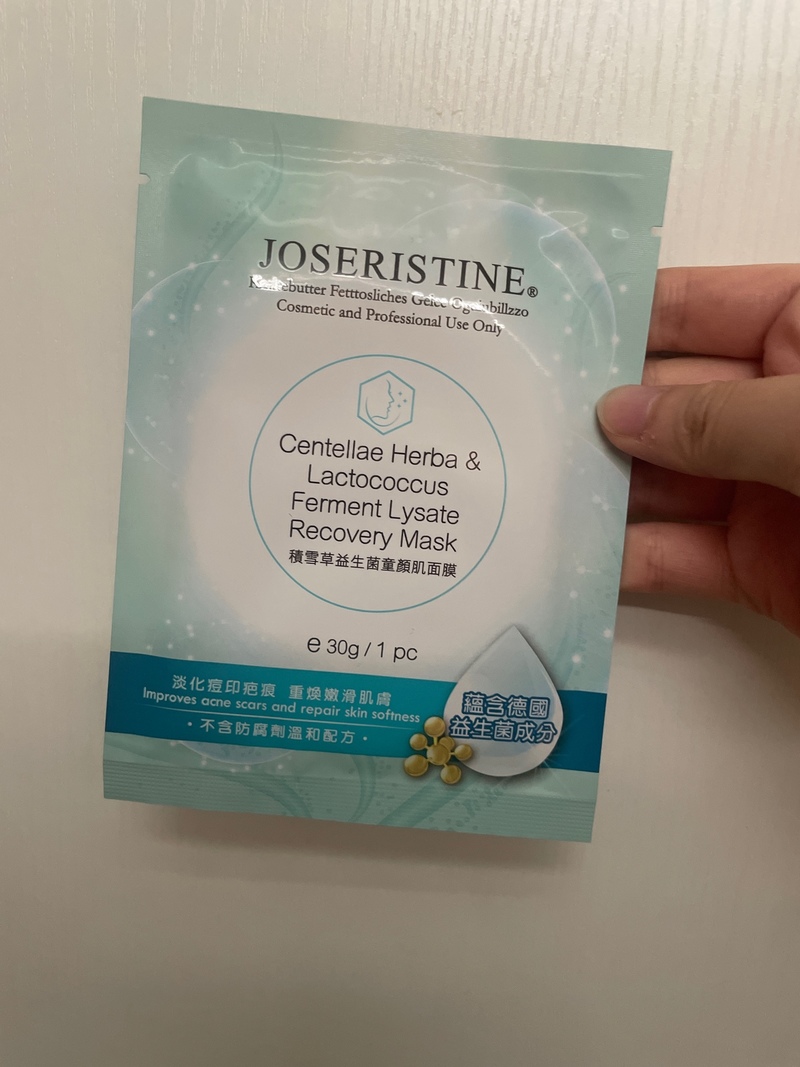 JOSERISTINE®
Fetttosliches
Cosmetic and Professional Use Only
Centellae Herba &
Lactococcus
Ferment Lysate
Recovery Mask
積雪草益生菌童顏肌面膜
e 30g / 1 pc
淡化痘印疤痕 重煥嫩滑肌膚
Improves acne scars and repair skin softness
• 不含防腐劑溫和配方 •
蘊含德國
益生菌成分